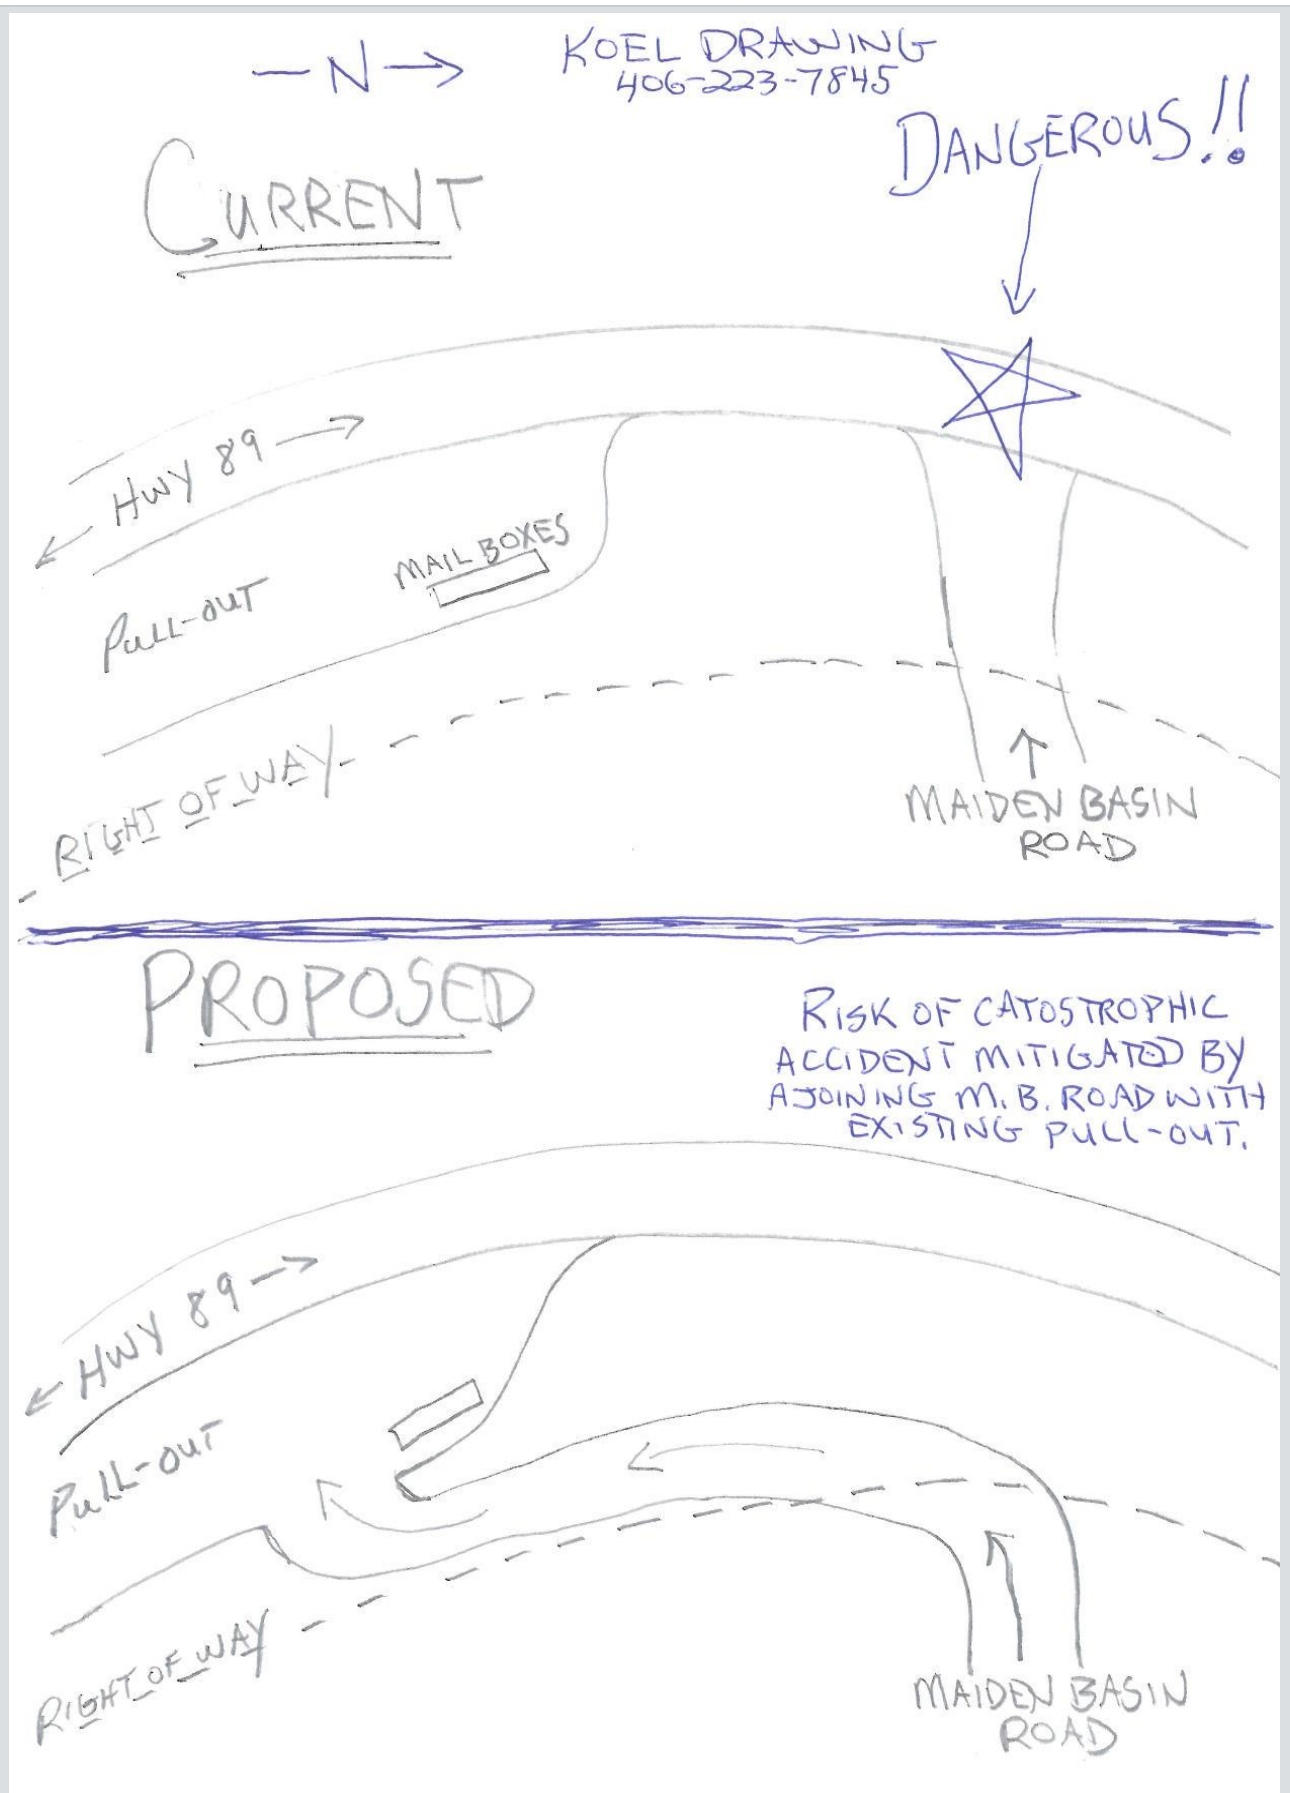 —N→ KOEL DRAWING
406-223-7845
DANGEROUS!!
CURRENT
HWY 89
MAIL BOXES
PULL-OUT
RIGHT OF WAY
MAIDEN BASIN
ROAD
PROPOSED
RISK OF CATOSTROPHIC
ACCIDENT MITIGATED BY
AJOINING M.B. ROAD WITH
EXISTING PULL-OUT.
HWY 89
PULL-OUT
RIGHT OF WAY
MAIDEN BASIN
ROAD